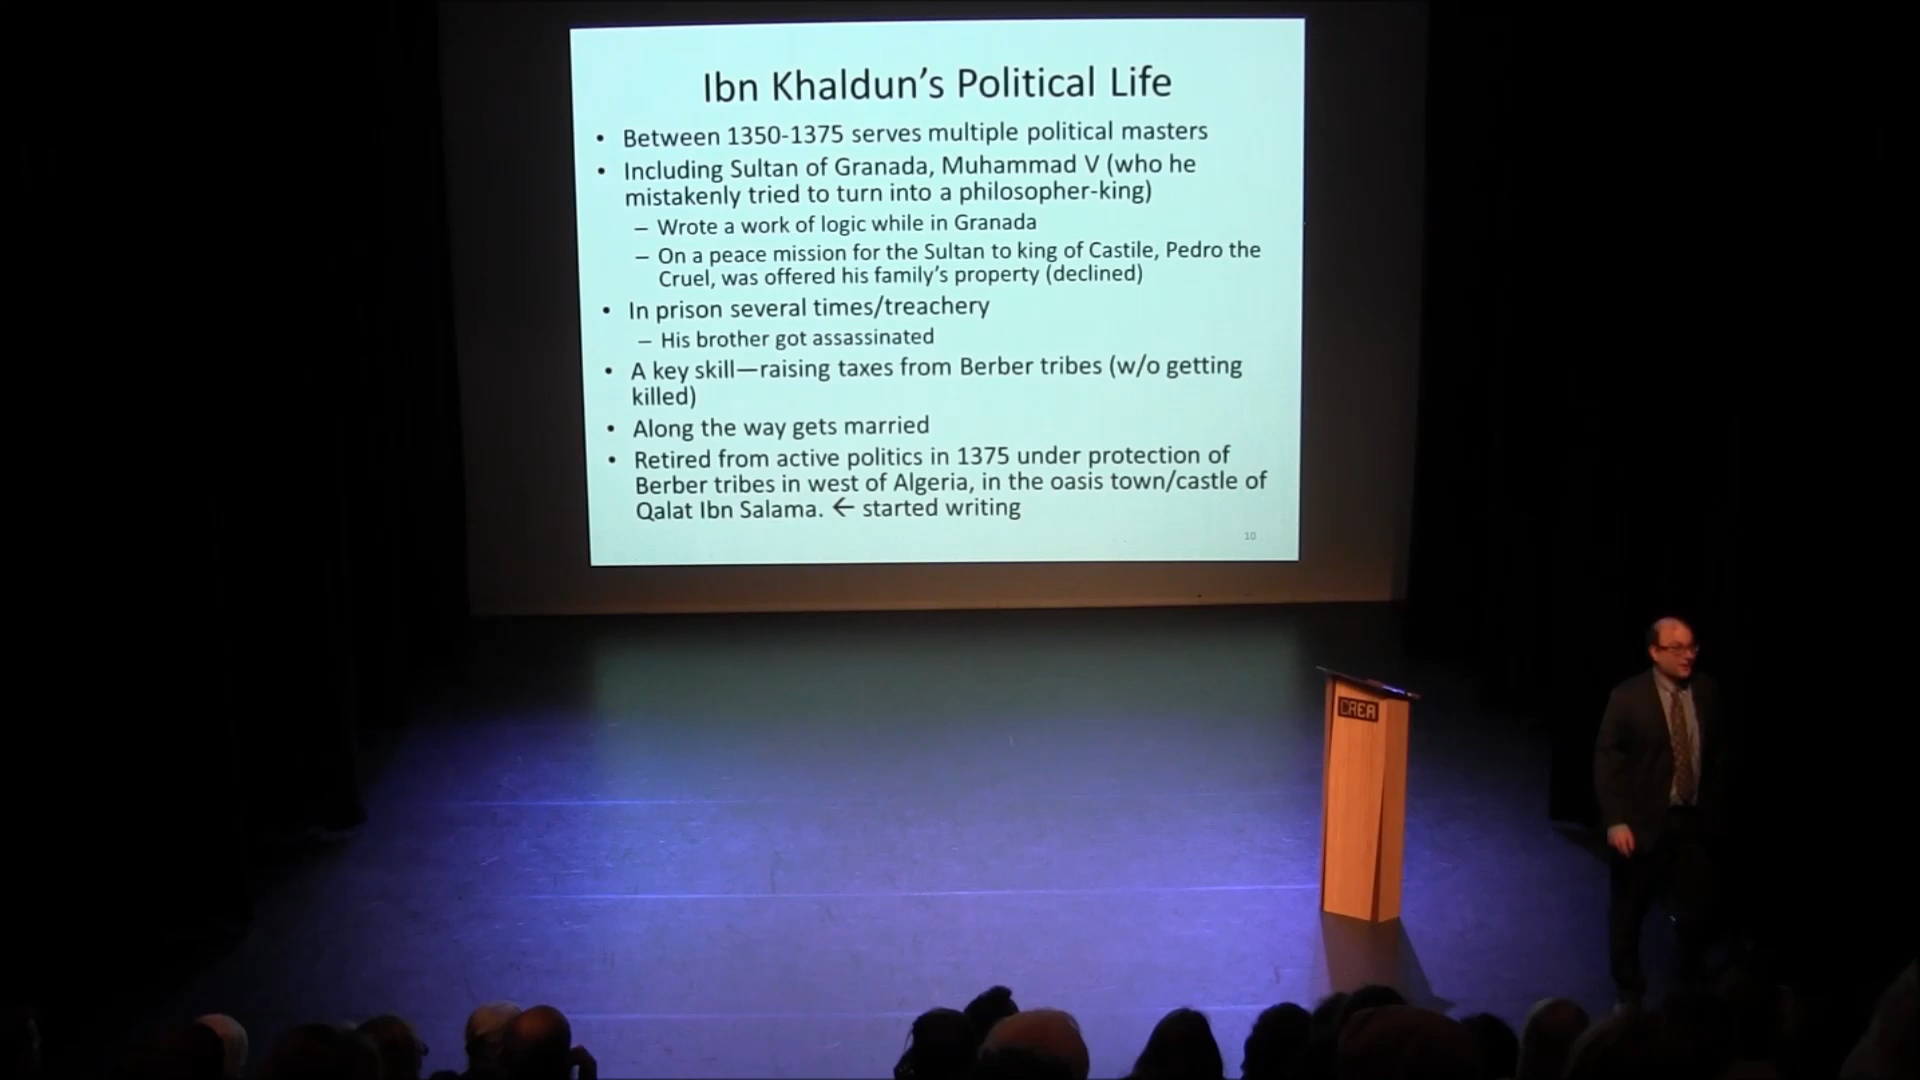 Ibn Khaldun's Political Life
• Between 1350-1375 serves multiple political masters
• Including Sultan of Granada, Muhammad V (who he
mistakenly tried to turn into a philosopher-king)
– Wrote a work of logic while in Granada
– On a peace mission for the Sultan to king of Castile, Pedro the
Cruel, was offered his family's property (declined)
• In prison several times/treachery
– His brother got assassinated
• A key skill—raising taxes from Berber tribes (w/o getting
killed)
• Along the way gets married
• Retired from active politics in 1375 under protection of
Berber tribes in west of Algeria, in the oasis town/castle of
Qalat Ibn Salama. ← started writing
10
CREA